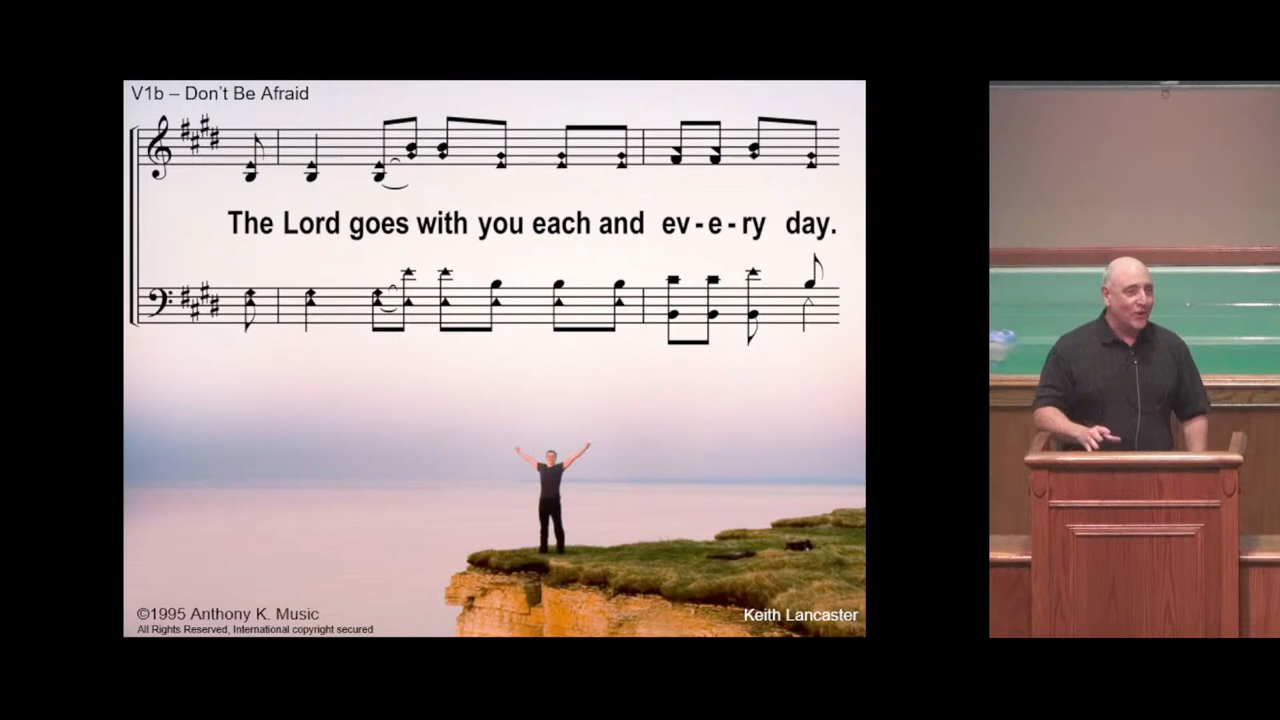 V1b – Don't Be Afraid
The Lord goes with you each and ev - e - ry day.
©1995 Anthony K. Music
All Rights Reserved, International copyright secured
Keith Lancaster